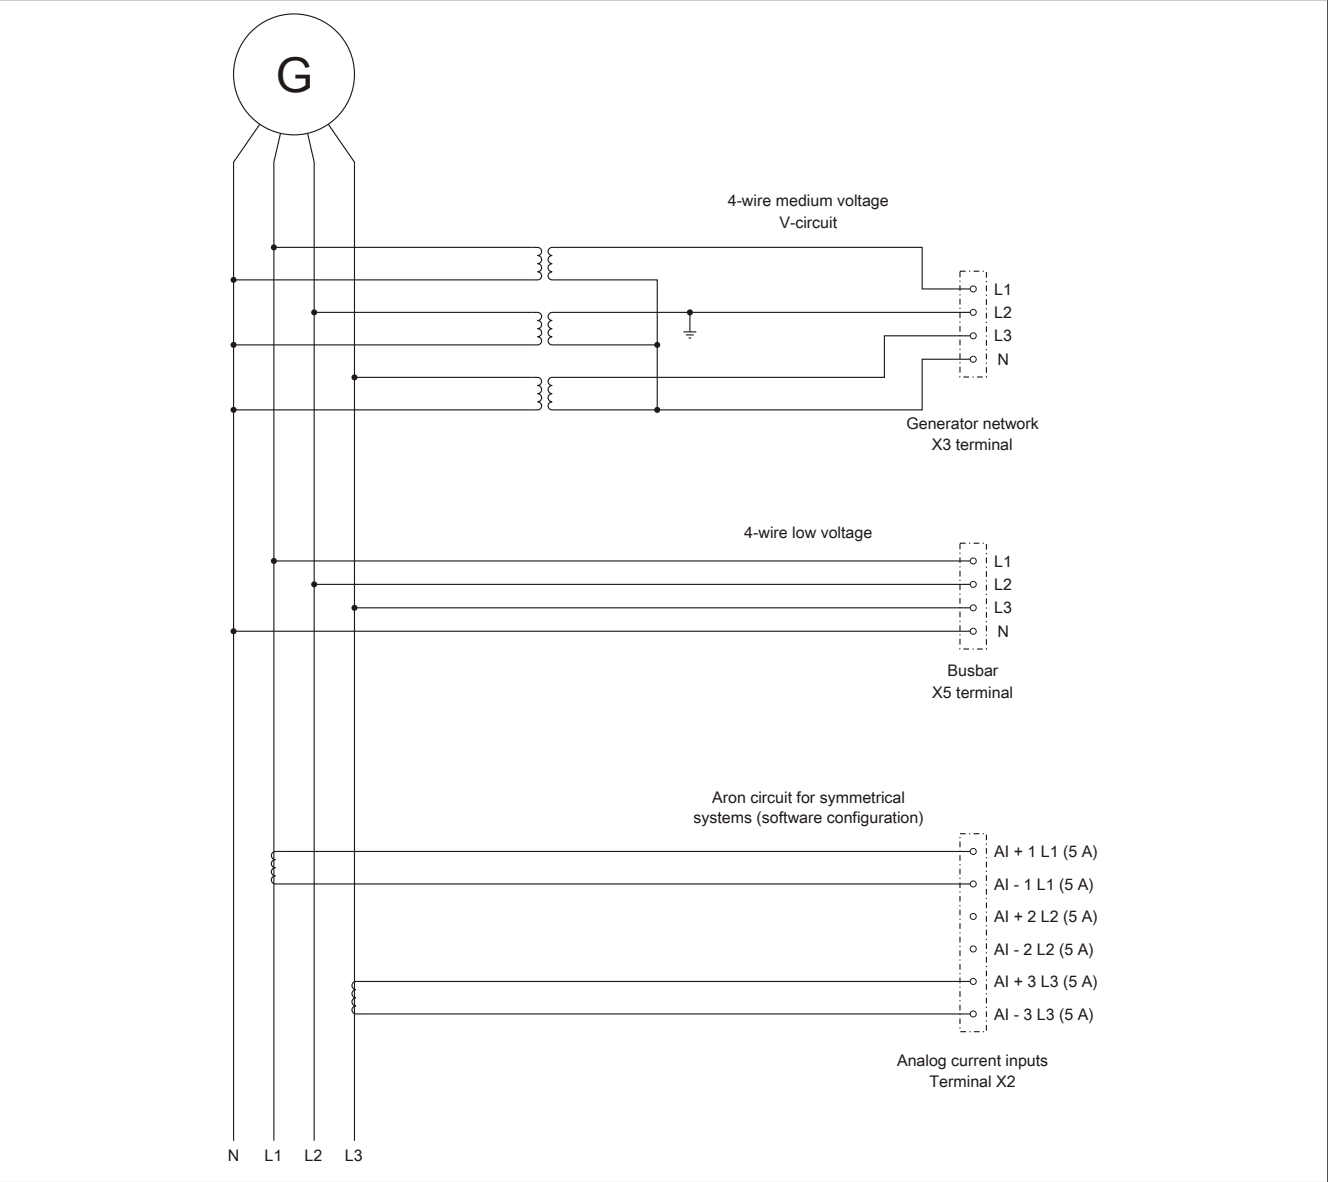 G
4-wire medium voltage
V-circuit
L1
L2
L3
N
Generator network
X3 terminal
4-wire low voltage
L1
L2
L3
N
Busbar
X5 terminal
Aron circuit for symmetrical
systems (software configuration)
AI + 1 L1 (5 A)
AI - 1 L1 (5 A)
AI + 2 L2 (5 A)
AI - 2 L2 (5 A)
AI + 3 L3 (5 A)
AI - 3 L3 (5 A)
Analog current inputs
Terminal X2
N L1 L2 L3